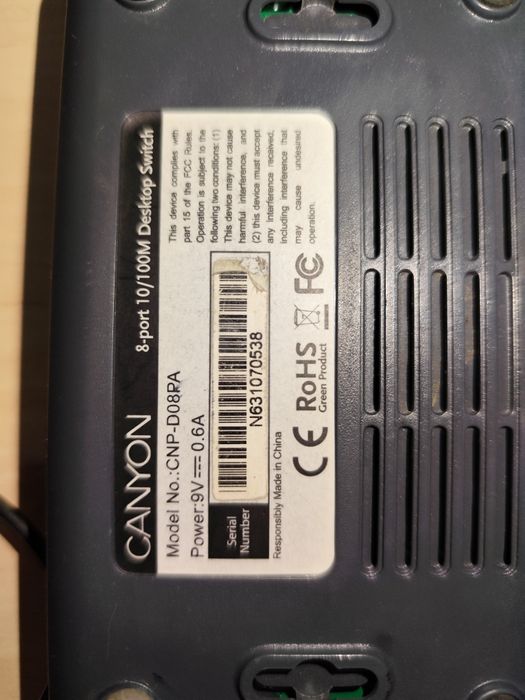 CANYON
8-port 10/100M Desktop Switch
Model No.:CNP-D08PA
Power:9V⎓0.6A
Serial
Number
N631070538
Responsibly Made in China
This device complies with
part 15 of the FCC Rules.
Operation is subject to the
following two conditions: (1)
This device may not cause
harmful interference, and
(2) this device must accept
any interference received,
including interference that
may cause undesired
operation.
CE RoHS FC
Green Product